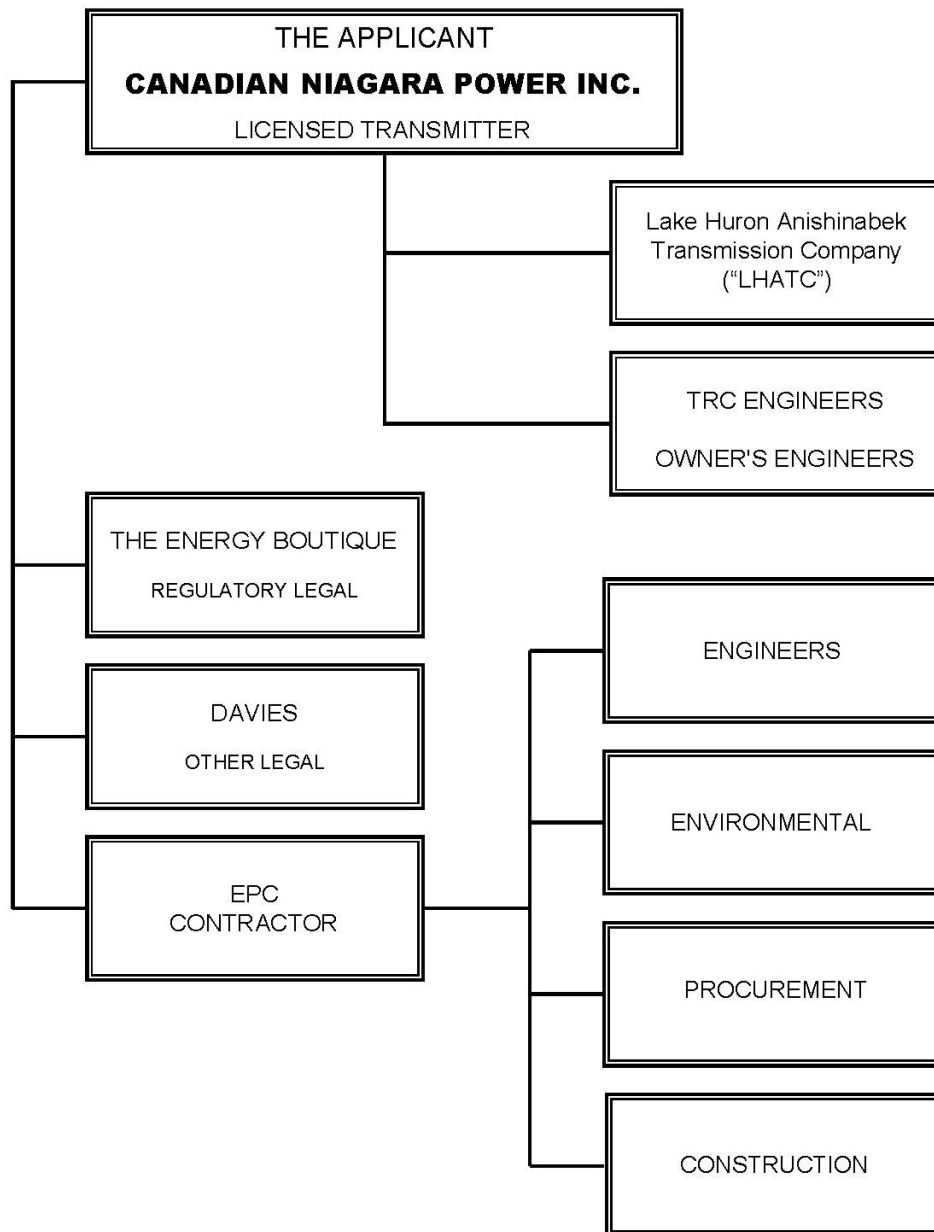 THE APPLICANT
CANADIAN NIAGARA POWER INC.
LICENSED TRANSMITTER
Lake Huron Anishinabek
Transmission Company
(“LHATC”)
TRC ENGINEERS
OWNER'S ENGINEERS
THE ENERGY BOUTIQUE
REGULATORY LEGAL
DAVIES
OTHER LEGAL
EPC
CONTRACTOR
ENGINEERS
ENVIRONMENTAL
PROCUREMENT
CONSTRUCTION